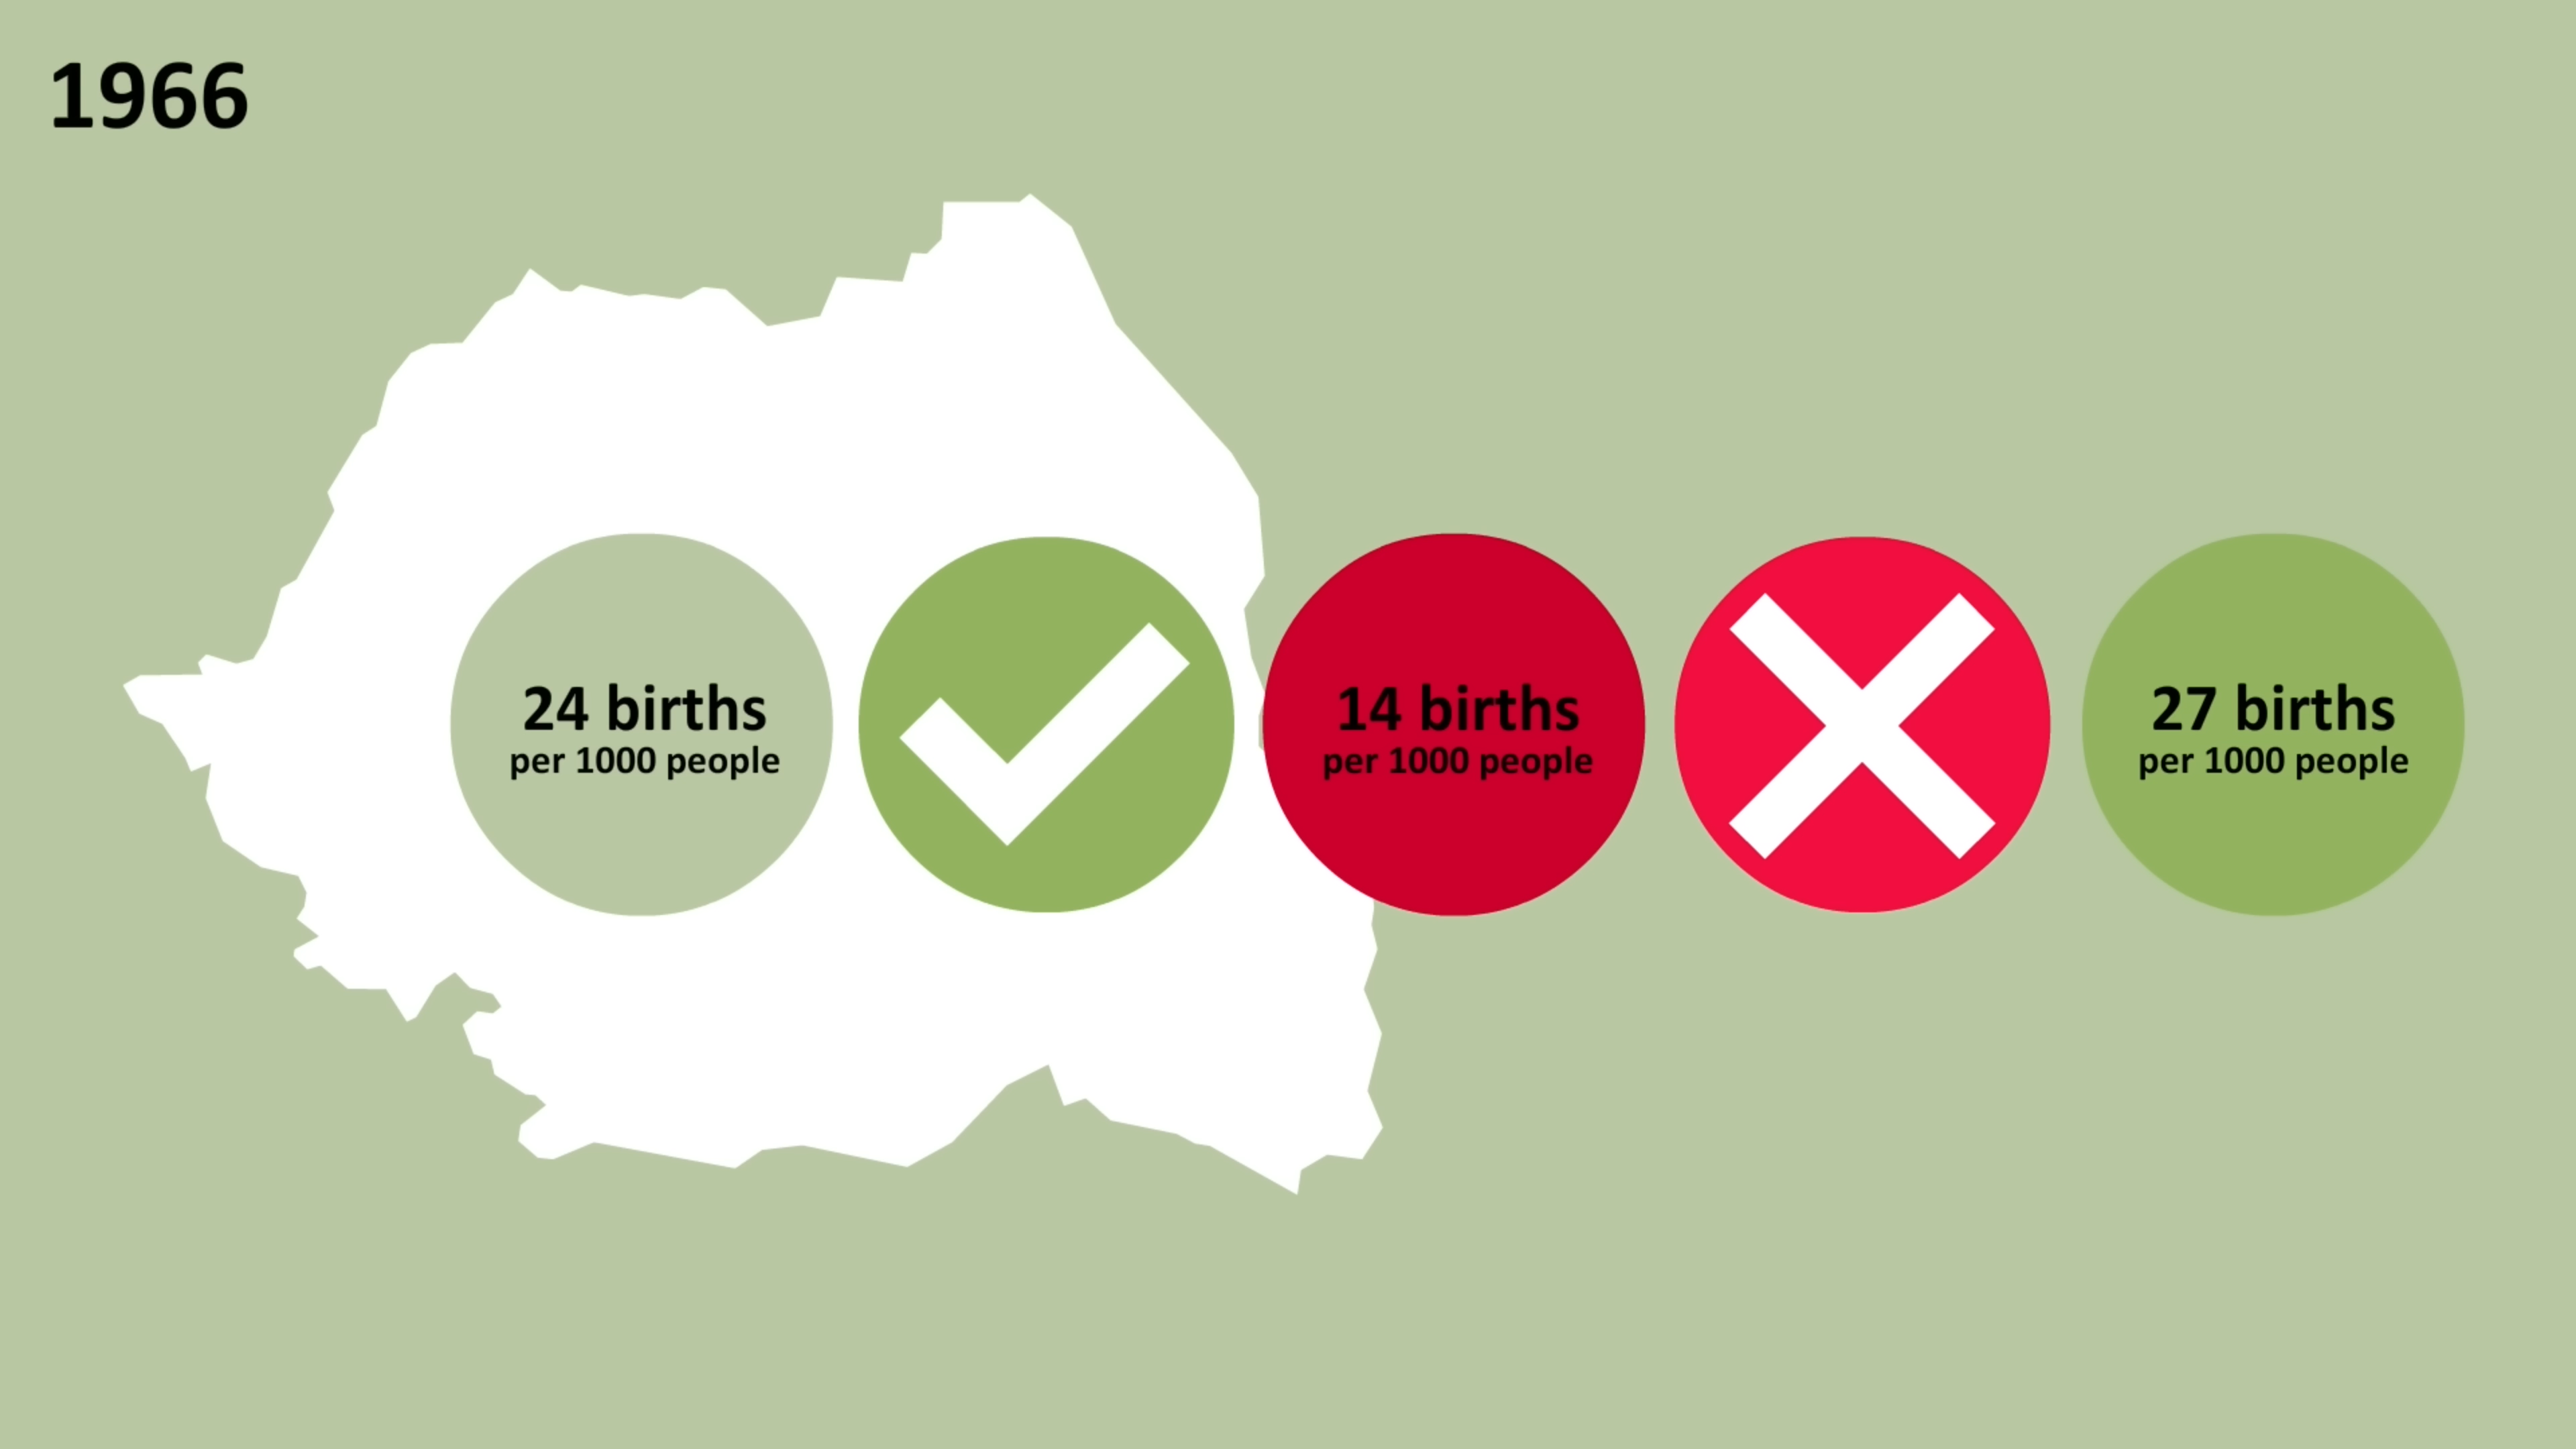 1966
24 births
per 1000 people
14 births
per 1000 people
27 births
per 1000 people